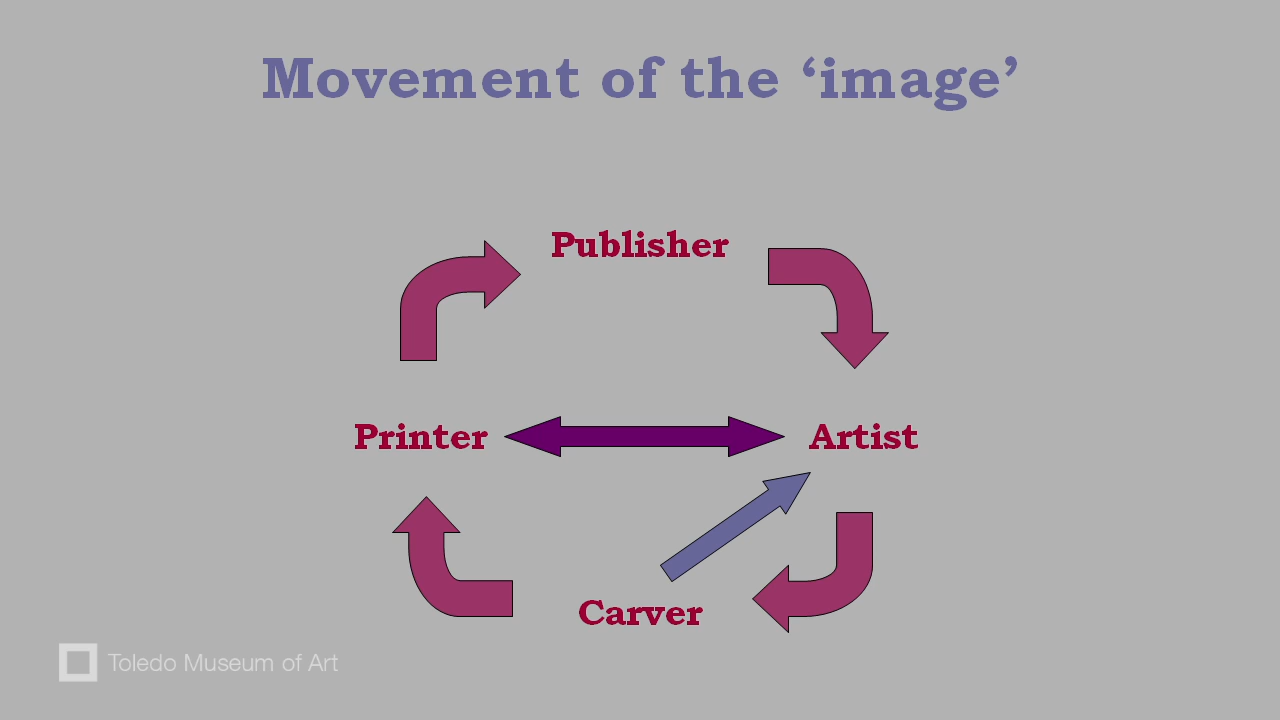 Movement of the ‘image’
Publisher
Printer
Artist
Carver
Toledo Museum of Art